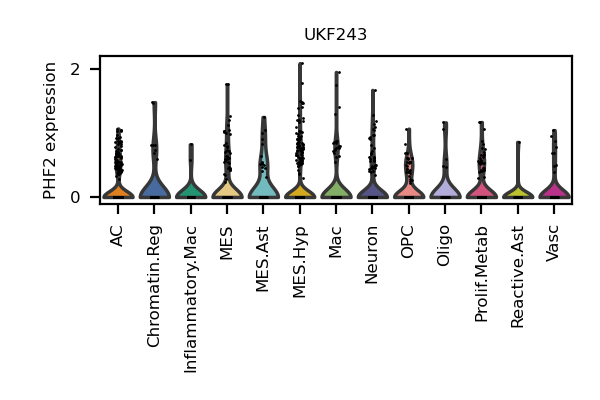 UKF243
PHF2 expression
2
0
AC
Chromatin.Reg
Inflammatory.Mac
MES
MES.Ast
MES.Hyp
Mac
Neuron
OPC
Oligo
Prolif.Metab
Reactive.Ast
Vasc